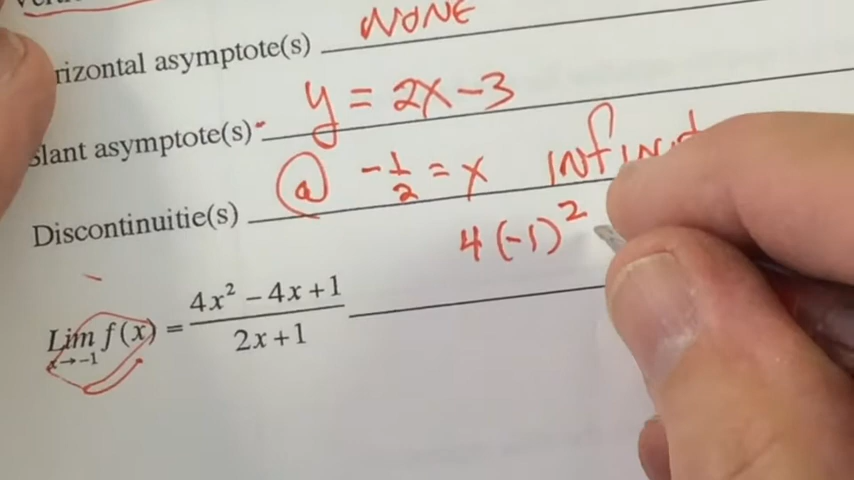 NONE
rizontal asymptote(s)
y = 2x - 3
slant asymptote(s)
@ -1/2 = x
Discontinuitie(s)
4(-1)²
Lim f(x) = 4x² - 4x + 1 / 2x + 1
x→-1